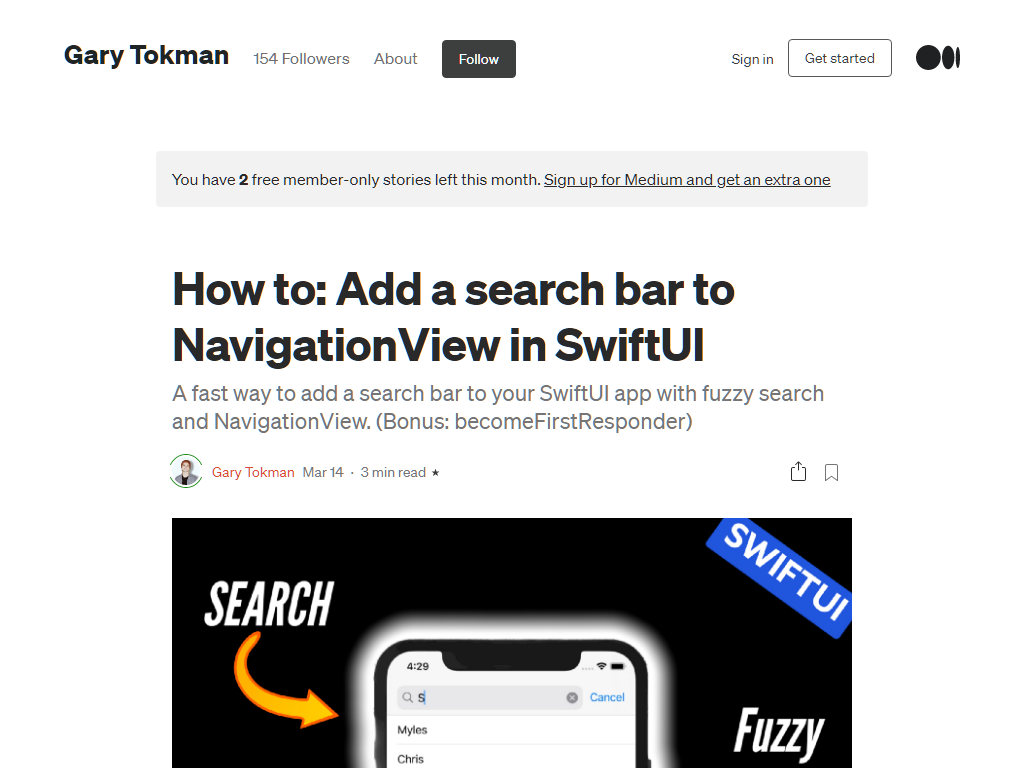 Gary Tokman 154 Followers About Follow Sign in Get started
You have 2 free member-only stories left this month. Sign up for Medium and get an extra one
How to: Add a search bar to
NavigationView in SwiftUI
A fast way to add a search bar to your SwiftUI app with fuzzy search
and NavigationView. (Bonus: becomeFirstResponder)
Gary Tokman Mar 14 · 3 min read ★
SWIFTUI
SEARCH
4:29
S Cancel
Myles
Fuzzy
Chris